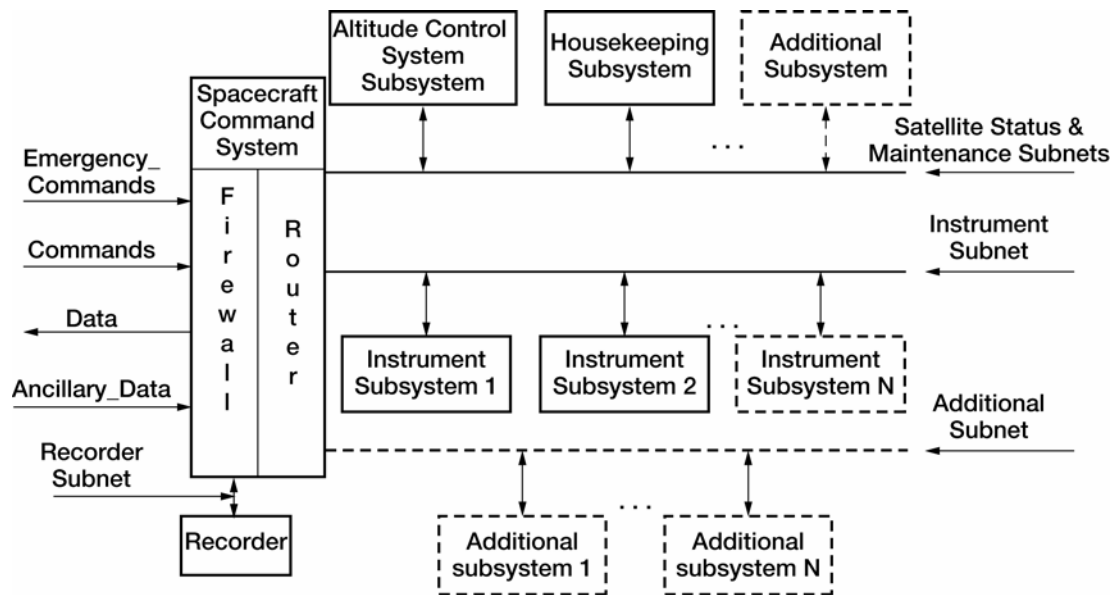 Altitude Control
System
Subsystem
Housekeeping
Subsystem
Additional
Subsystem
Spacecraft
Command
System
. . .
Satellite Status &
Maintenance Subnets
Emergency_
Commands
Firewall
Router
Commands
Instrument
Subnet
Data
. . .
Instrument
Subsystem 1
Instrument
Subsystem 2
Instrument
Subsystem N
Ancillary_Data
Additional
Subnet
Recorder
Subnet
. . .
Recorder
Additional
subsystem 1
Additional
subsystem N